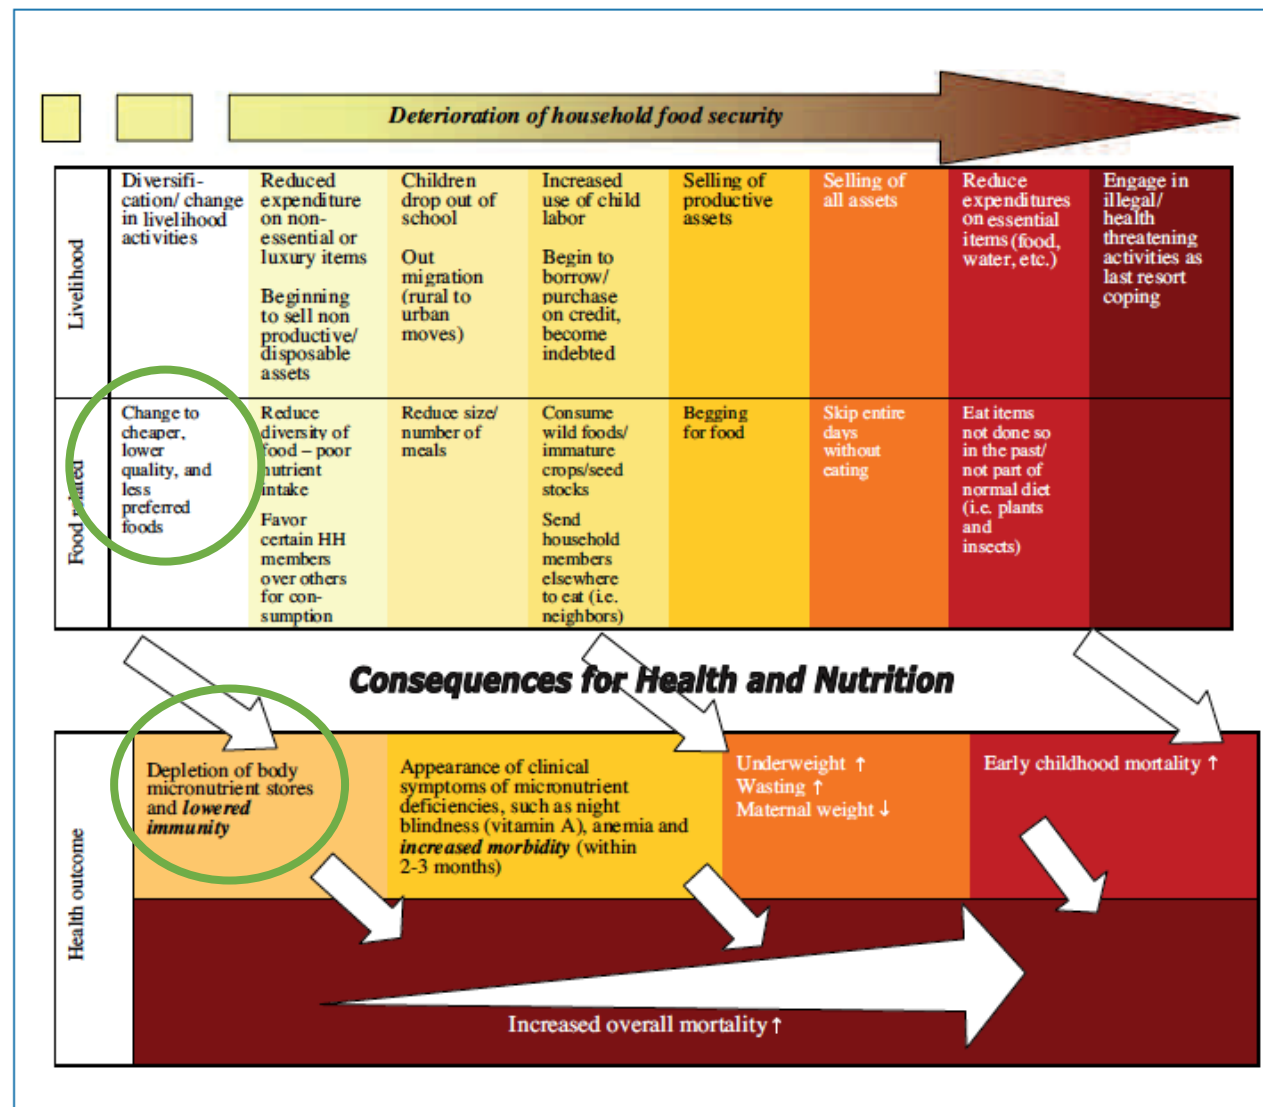 Deterioration of household food security
Livelihood
Diversifi-
cation/ change
in livelihood
activities
Reduced
expenditure
on non-
essential or
luxury items
Beginning
to sell non
productive/
disposable
assets
Children
drop out of
school
Out
migration
(rural to
urban
moves)
Increased
use of child
labor
Begin to
borrow/
purchase
on credit,
become
indebted
Selling of
productive
assets
Selling of
all assets
Reduce
expenditures
on essential
items (food,
water, etc.)
Engage in
illegal/
health
threatening
activities as
last resort
coping
Food related
Change to
cheaper,
lower
quality, and
less
preferred
foods
Reduce
diversity of
food – poor
nutrient
intake
Favor
certain HH
members
over others
for con-
sumption
Reduce size/
number of
meals
Consume
wild foods/
immature
crops/seed
stocks
Send
household
members
elsewhere
to eat (i.e.
neighbors)
Begging
for food
Skip entire
days
without
eating
Eat items
not done so
in the past/
not part of
normal diet
(i.e. plants
and
insects)
Consequences for Health and Nutrition
Health outcome
Depletion of body
micronutrient stores
and lowered
immunity
Appearance of clinical
symptoms of micronutrient
deficiencies, such as night
blindness (vitamin A), anemia and
increased morbidity (within
2-3 months)
Underweight ↑
Wasting ↑
Maternal weight ↓
Early childhood mortality ↑
Increased overall mortality ↑